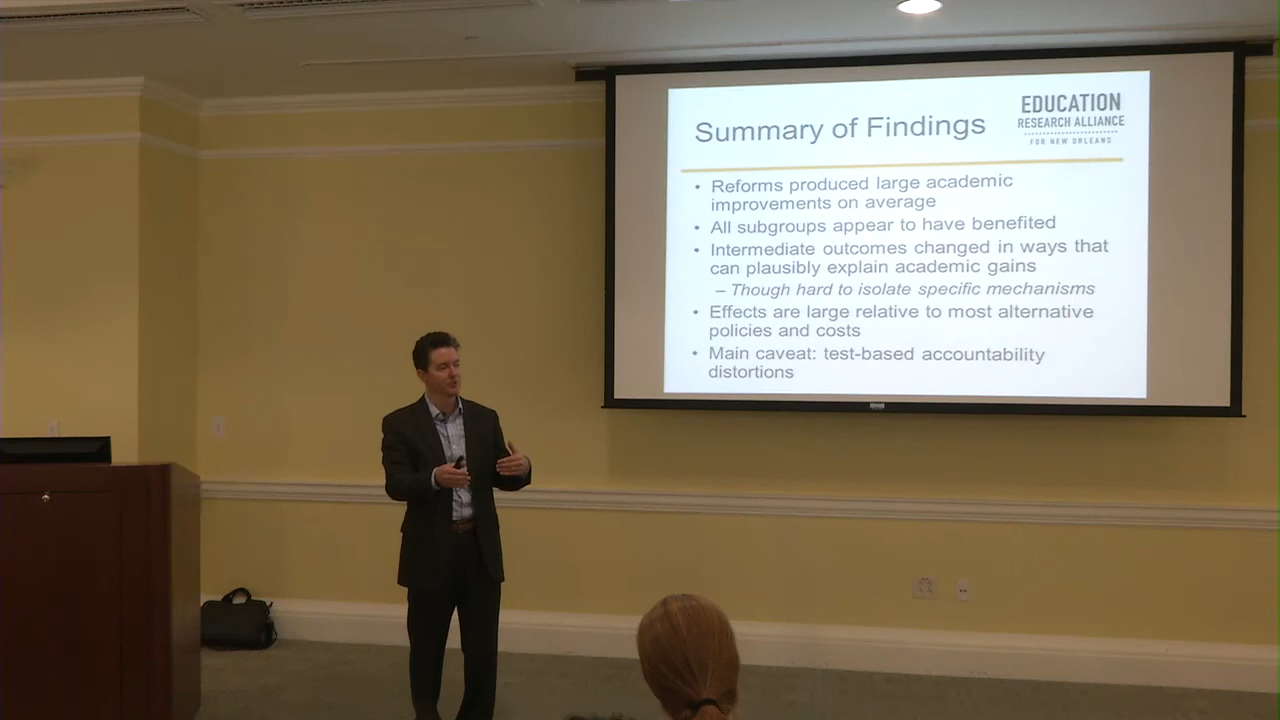 Summary of Findings
EDUCATION
RESEARCH ALLIANCE
FOR NEW ORLEANS
• Reforms produced large academic
improvements on average
• All subgroups appear to have benefited
• Intermediate outcomes changed in ways that
can plausibly explain academic gains
– Though hard to isolate specific mechanisms
• Effects are large relative to most alternative
policies and costs
• Main caveat: test-based accountability
distortions